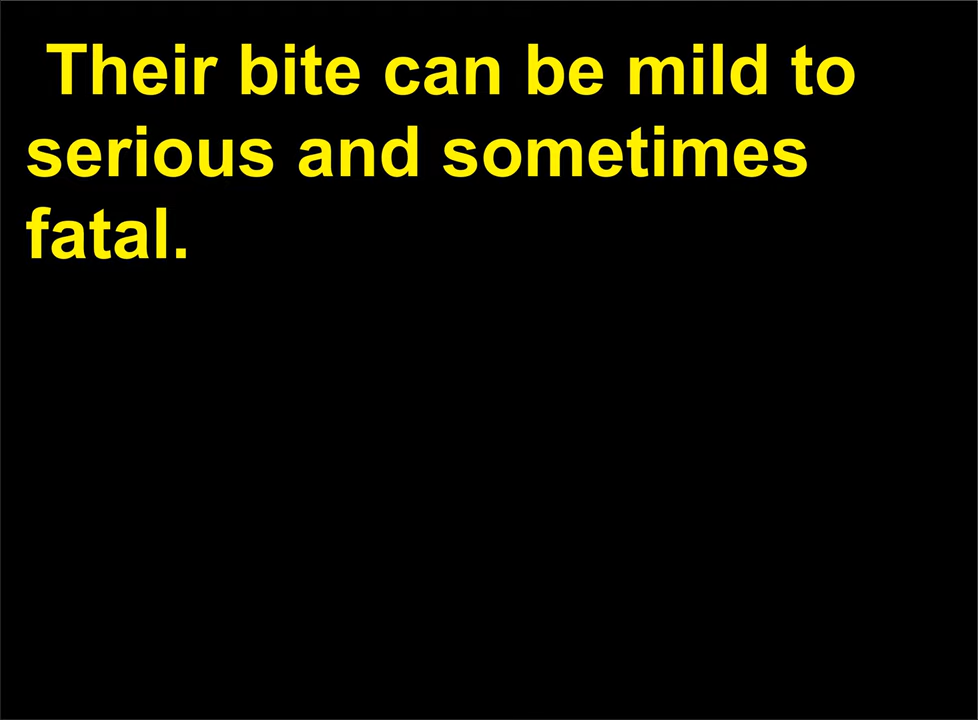 Their bite can be mild to
serious and sometimes
fatal.